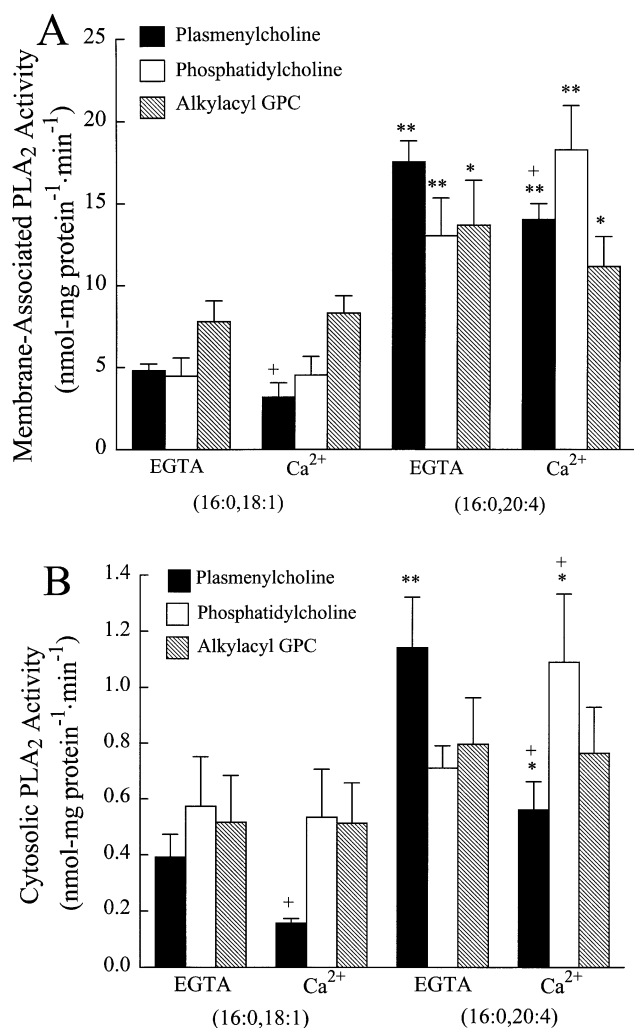 A
Membrane-Associated PLA₂ Activity
(nmol-mg protein⁻¹·min⁻¹)
25
20
15
10
5
0
Plasmenylcholine
Phosphatidylcholine
Alkylacyl GPC
+
**
**
*
+
**
**
*
EGTA
Ca²⁺
EGTA
Ca²⁺
(16:0,18:1)
(16:0,20:4)
B
Cytosolic PLA₂ Activity
(nmol-mg protein⁻¹·min⁻¹)
1.4
1.2
1.0
0.8
0.6
0.4
0.2
0.0
Plasmenylcholine
Phosphatidylcholine
Alkylacyl GPC
+
**
+
*
+
*
EGTA
Ca²⁺
EGTA
Ca²⁺
(16:0,18:1)
(16:0,20:4)